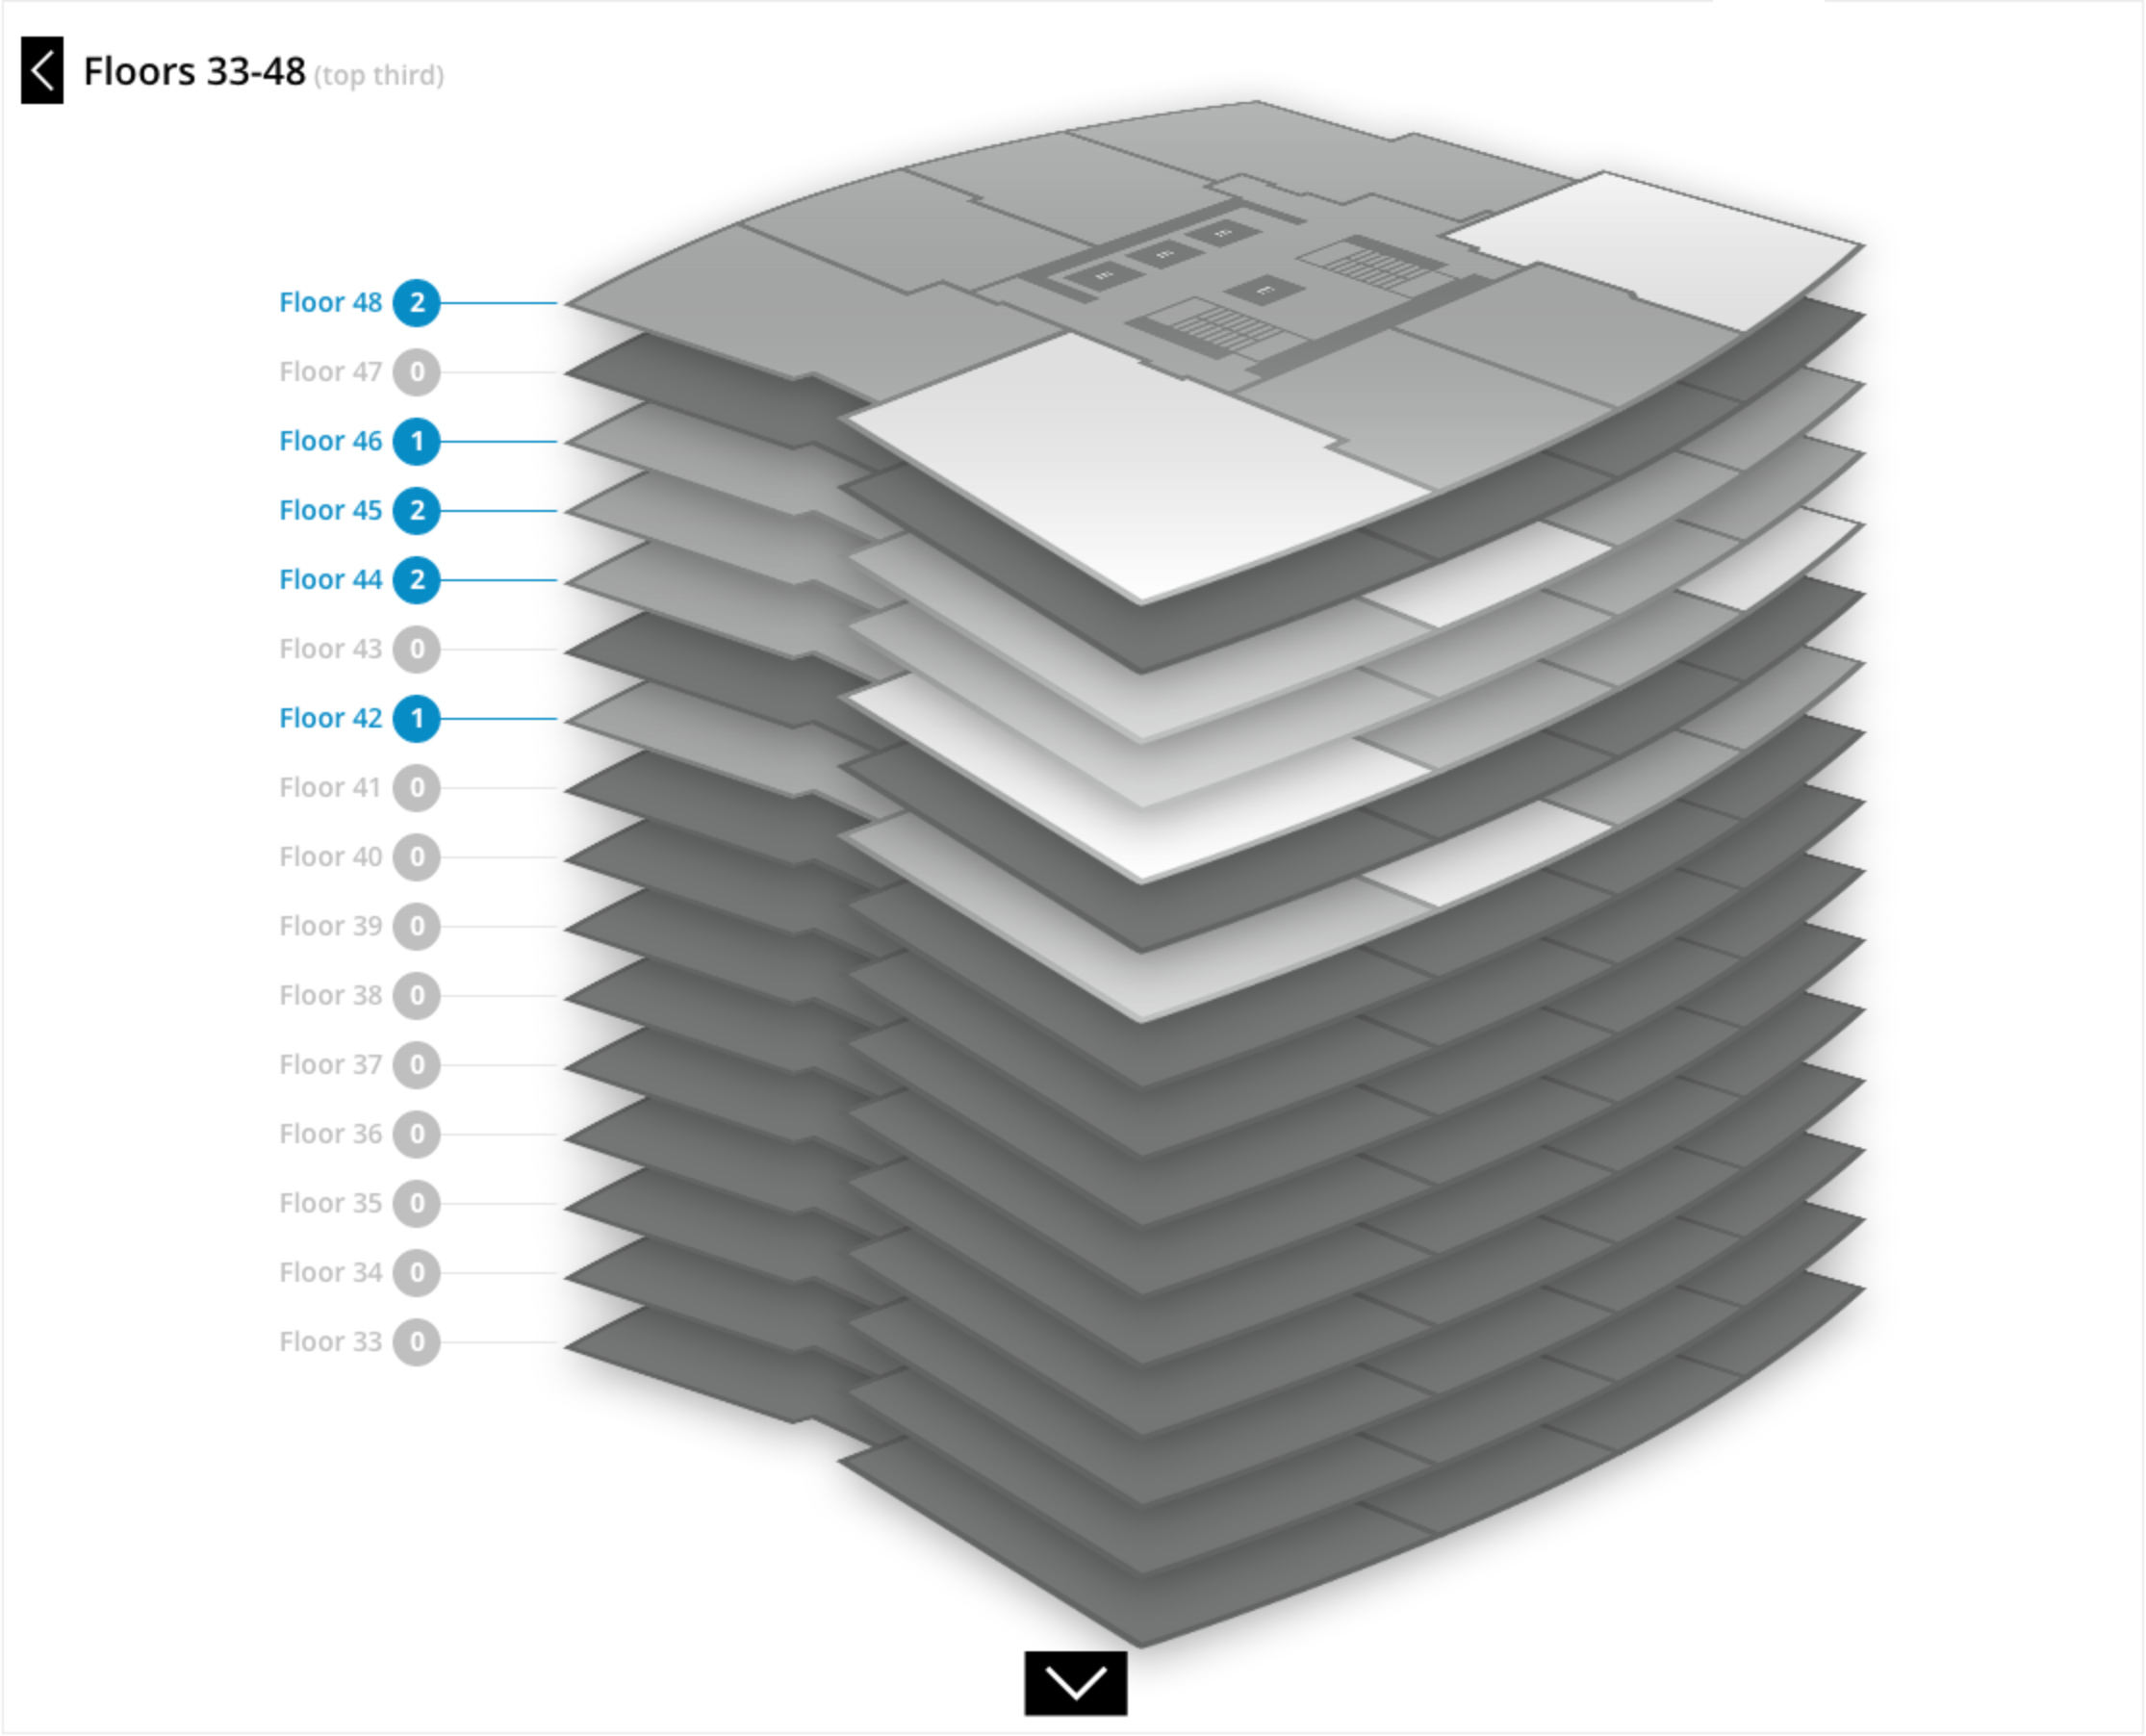 Floors 33-48 (top third)
Floor 48 2
Floor 47 0
Floor 46 1
Floor 45 2
Floor 44 2
Floor 43 0
Floor 42 1
Floor 41 0
Floor 40 0
Floor 39 0
Floor 38 0
Floor 37 0
Floor 36 0
Floor 35 0
Floor 34 0
Floor 33 0